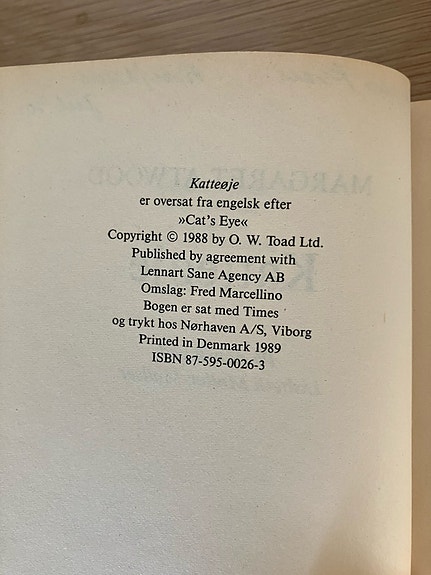 Katteøje
er oversat fra engelsk efter
»Cat's Eye«
Copyright © 1988 by O. W. Toad Ltd.
Published by agreement with
Lennart Sane Agency AB
Omslag: Fred Marcellino
Bogen er sat med Times
og trykt hos Nørhaven A/S, Viborg
Printed in Denmark 1989
ISBN 87-595-0026-3
MARGARET ATWOOD